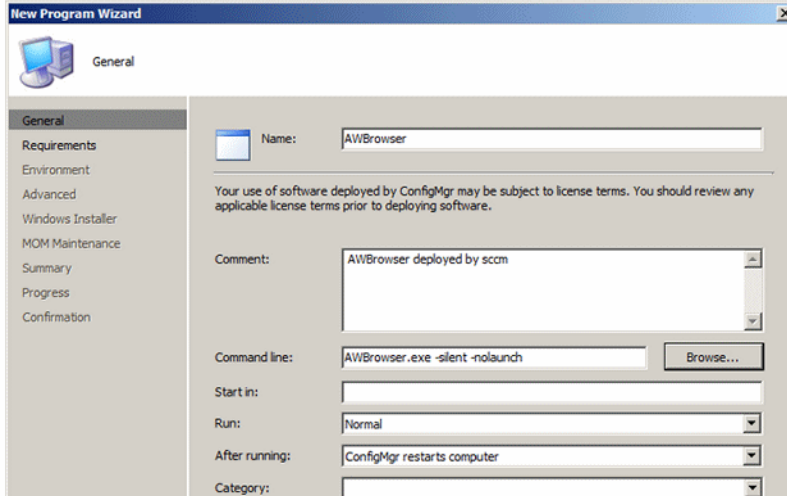 New Program Wizard
General
General
Requirements
Environment
Advanced
Windows Installer
MOM Maintenance
Summary
Progress
Confirmation
Name:
AWBrowser
Your use of software deployed by ConfigMgr may be subject to license terms. You should review any
applicable license terms prior to deploying software.
Comment:
AWBrowser deployed by sccm
Command line:
AWBrowser.exe -silent -nolaunch
Browse...
Start in:
Run:
Normal
After running:
ConfigMgr restarts computer
Category: